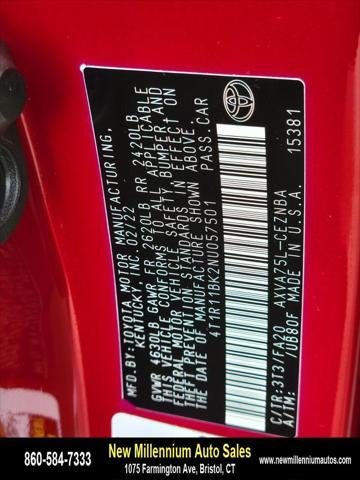 MFD. BY: TOYOTA MOTOR MANUFACTURING,
KENTUCKY, INC. 02/22
GVWR 4620LB GAWR FR 2620LB RR 2420LB
THIS VEHICLE CONFORMS TO ALL APPLICABLE
FEDERAL MOTOR VEHICLE SAFETY, BUMPER, AND
THEFT PREVENTION STANDARDS IN EFFECT ON
THE DATE OF MANUFACTURE SHOWN ABOVE.
4T1R11BK2NU057501 PASS. CAR
C/TR:3T3/FA20 AXVA75L-CEZNBA
A/TM: /UB80F MADE IN U.S.A. 15381
TOYOTA
860-584-7333
New Millennium Auto Sales
1075 Farmington Ave, Bristol, CT
www.newmillenniumautos.com